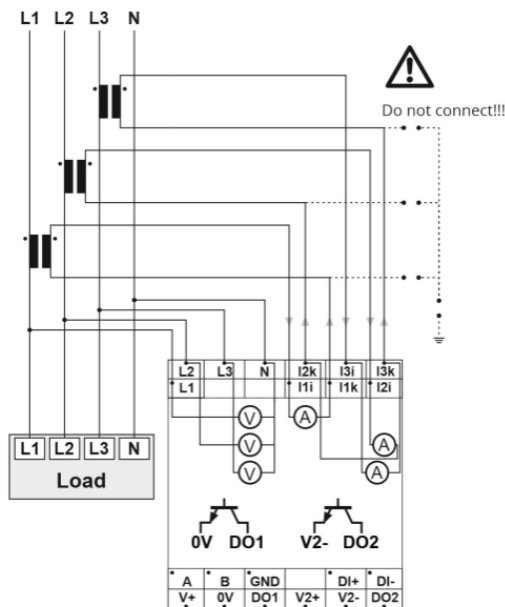 L1 L2 L3 N
Do not connect!!!
L2 L3 N I2k I3i I3k
L1 I1i I1k I2i
V A
V A
V A
L1 L2 L3 N
Load
0V DO1 V2- DO2
A B GND DI+ DI-
V+ 0V DO1 V2+ V2- DO2